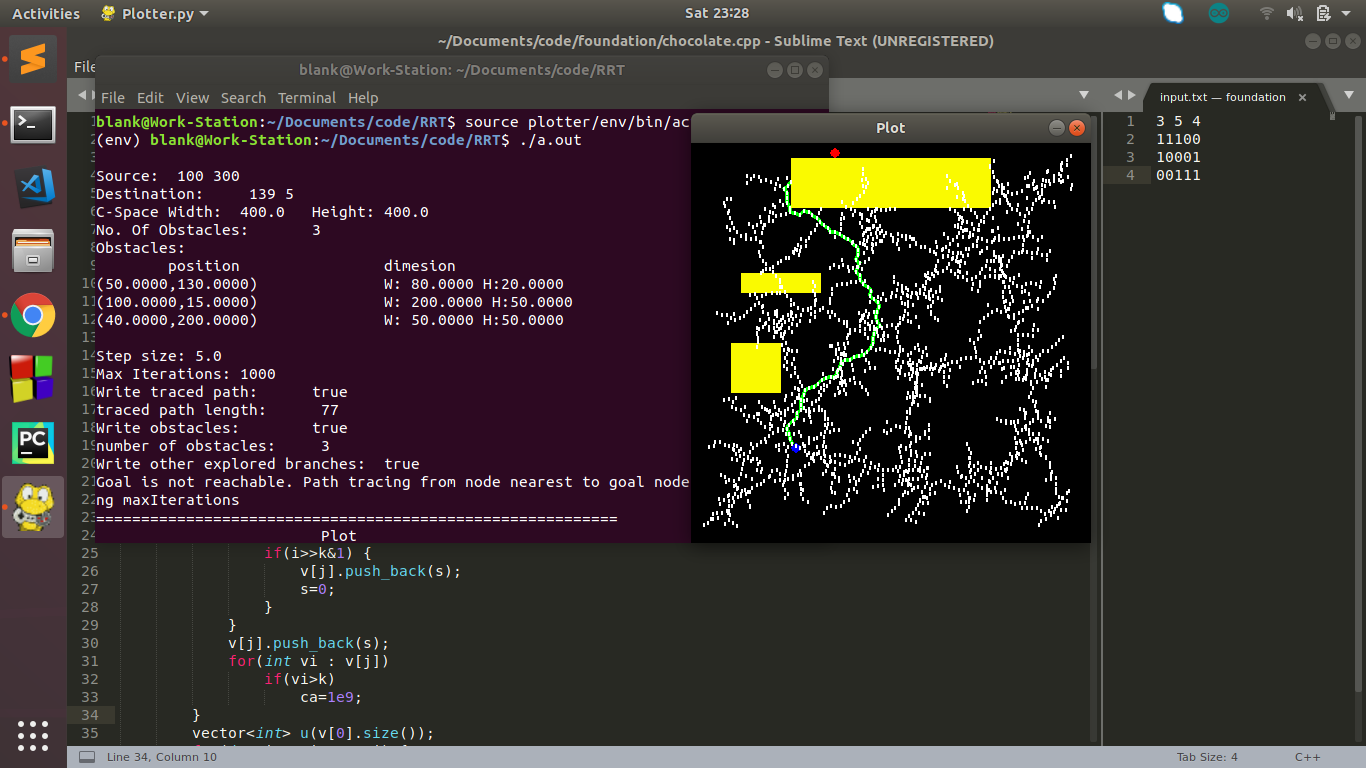 Activities
Plotter.py
Sat 23:28
~/Documents/code/foundation/chocolate.cpp - Sublime Text (UNREGISTERED)
File
blank@Work-Station: ~/Documents/code/RRT
File Edit View Search Terminal Help
blank@Work-Station:~/Documents/code/RRT$ source plotter/env/bin/ac
(env) blank@Work-Station:~/Documents/code/RRT$ ./a.out
Source: 100 300
Destination: 139 5
C-Space Width: 400.0 Height: 400.0
No. Of Obstacles: 3
Obstacles:
position dimesion
(50.0000,130.0000) W: 80.0000 H:20.0000
(100.0000,15.0000) W: 200.0000 H:50.0000
(40.0000,200.0000) W: 50.0000 H:50.0000
Step size: 5.0
Max Iterations: 1000
Write traced path: true
traced path length: 77
Write obstacles: true
number of obstacles: 3
Write other explored branches: true
Goal is not reachable. Path tracing from node nearest to goal node
ng maxIterations
=========================================================
Plot
Plot
25 if(i>>k&1) {
26 v[j].push_back(s);
27 s=0;
28 }
29 }
30 v[j].push_back(s);
31 for(int vi : v[j])
32 if(vi>k)
33 ca=1e9;
34 }
35 vector<int> u(v[0].size());
input.txt — foundation
1 3 5 4
2 11100
3 10001
4 00111
PC
Line 34, Column 10
Tab Size: 4
C++